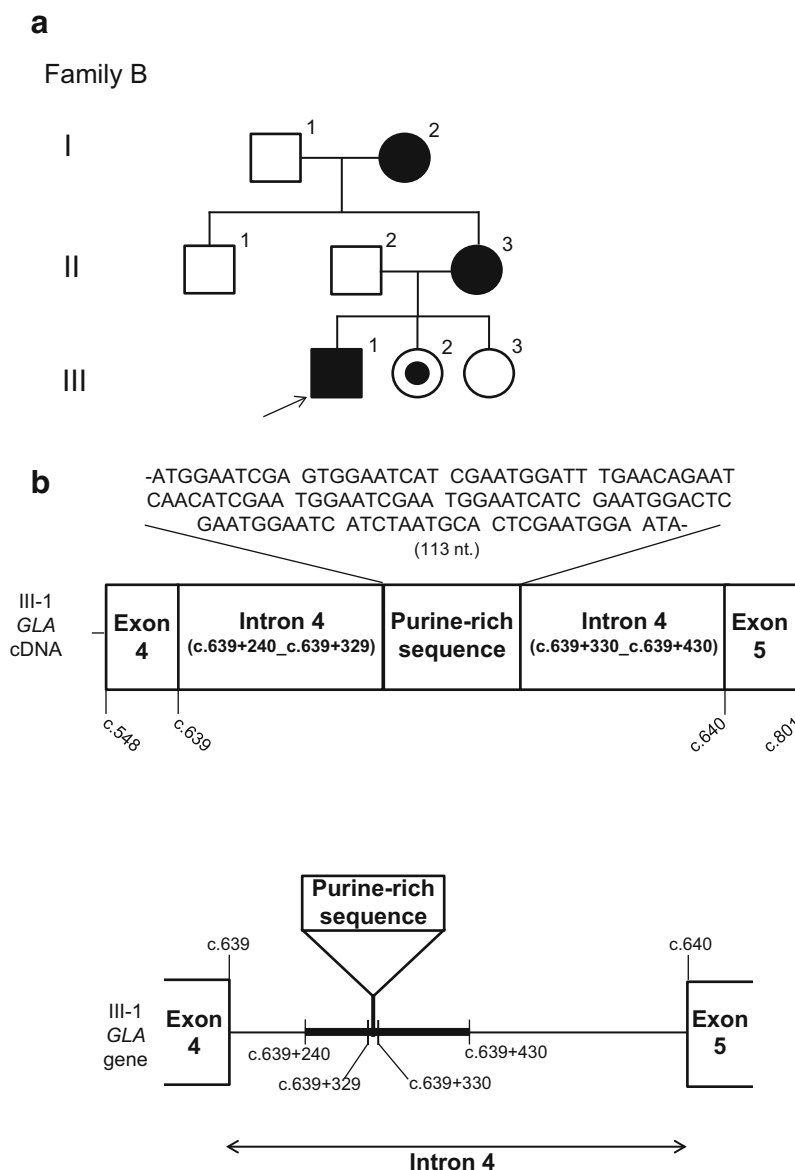 a
Family B
I
1
2
II
1
2
3
III
1
2
3
b
-ATGGAATCGA GTGGAATCAT CGAATGGATT TGAACAGAAT
CAACATCGAA TGGAATCGAA TGGAATCATC GAATGGACTC
GAATGGAATC ATCTAATGCA CTCGAATGGA ATA-
(113 nt.)
III-1
GLA
cDNA
Exon
4
Intron 4
(c.639+240_c.639+329)
Purine-rich
sequence
Intron 4
(c.639+330_c.639+430)
Exon
5
c.548
c.639
c.640
c.801
Purine-rich
sequence
c.639
c.640
III-1
GLA
gene
Exon
4
Exon
5
c.639+240
c.639+430
c.639+329
c.639+330
Intron 4